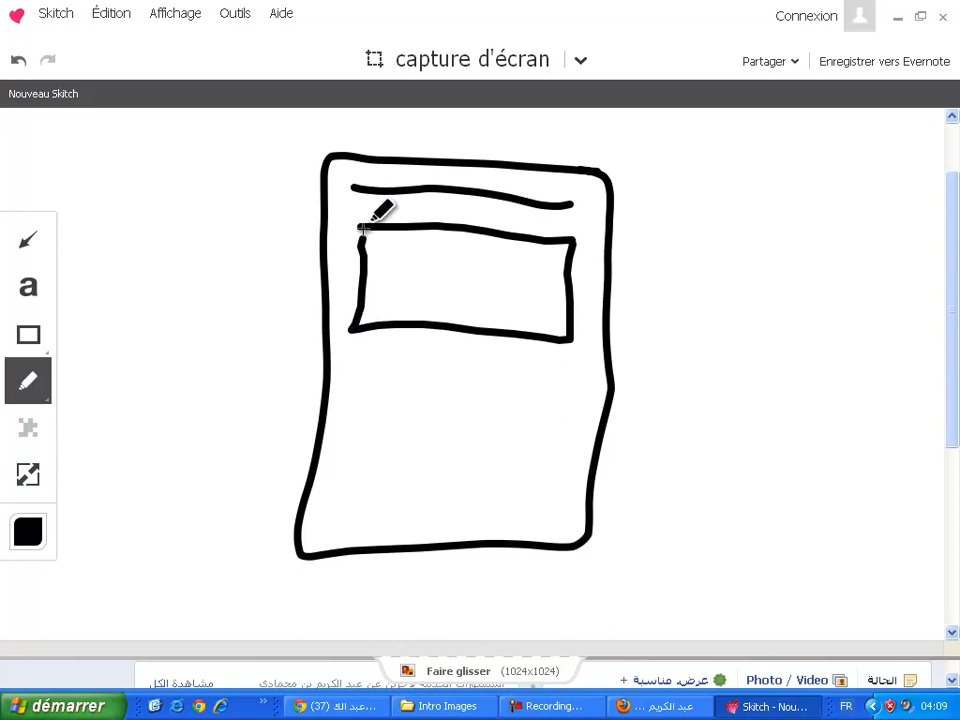 Skitch Édition Affichage Outils Aide Connexion
capture d'écran Partager Enregistrer vers Evernote
Nouveau Skitch
a
Faire glisser (1024x1024)
مشاهدة الكل
عرض، مناسبة + Photo / Video الحالة
démarrer » (37) عبد الك... Intro Images Recording... عبد الكريم ... Skitch - Nou... FR 04:09